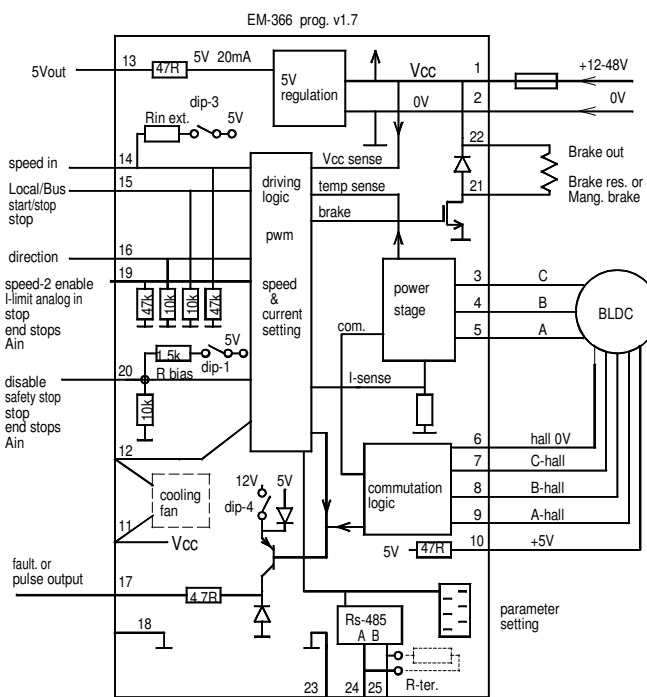 EM-366 prog. v1.7
13
47R
5V 20mA
5Vout
5V
regulation
Vcc
1
+12-48V
0V
2
0V
dip-3
Rin ext.
5V
22
Brake out
speed in
14
Vcc sense
Local/Bus
start/stop
stop
15
driving
logic
pwm
speed
&
current
setting
temp sense
21
Brake res. or
Mang. brake
brake
direction
16
19
speed-2 enable
I-limit analog in
stop
end stops
Ain
47k
10k
10k
47k
power
stage
3
C
4
B
5
A
BLDC
com.
5V
1.5k
dip-1
20
R bias
I-sense
disable
safety stop
stop
end stops
Ain
10k
12
6
hall 0V
7
C-hall
8
B-hall
9
A-hall
10
+5V
commutation
logic
cooling
fan
12V
5V
dip-4
11
Vcc
5V
47R
fault. or
pulse output
17
4.7R
parameter
setting
Rs-485
A B
18
23
24
25
R-ter.